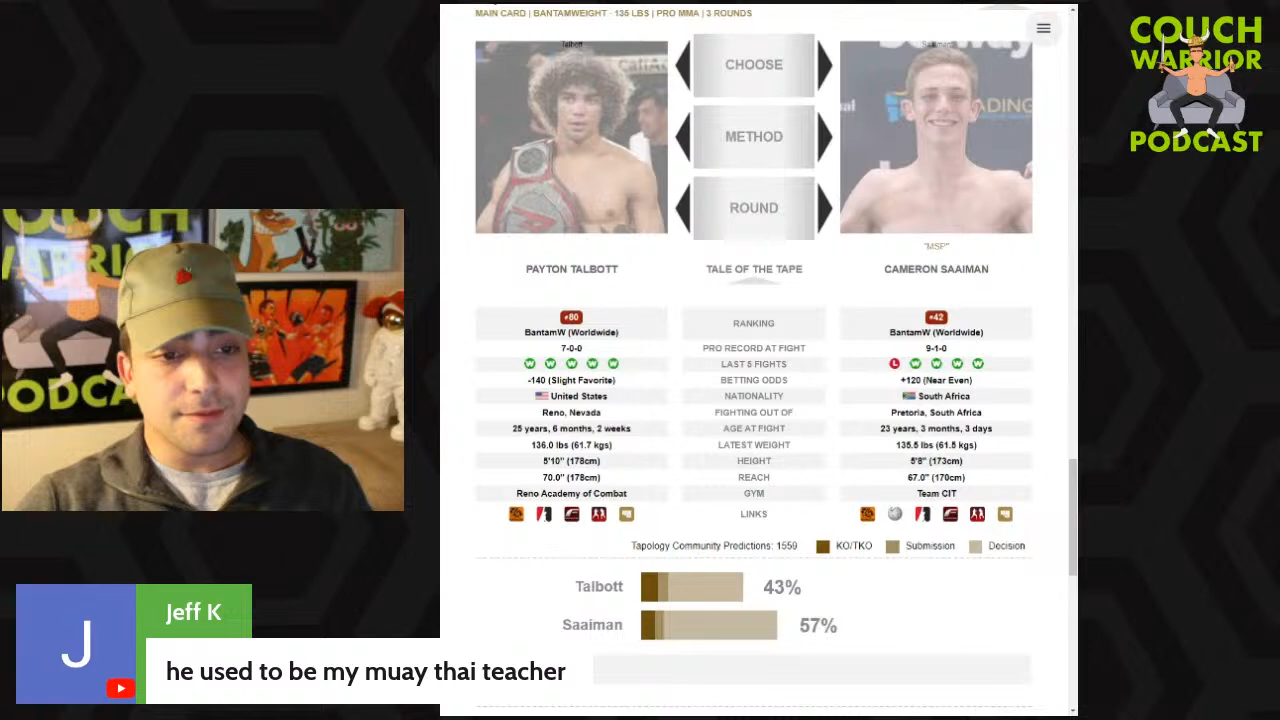 MAIN CARD | BANTAMWEIGHT · 135 LBS | PRO MMA | 3 ROUNDS
COUCH
WARRIOR
PODCAST
Talbott
CHOOSE
METHOD
ROUND
"MSP"
PAYTON TALBOTT
TALE OF THE TAPE
CAMERON SAAIMAN
#80
BantamW (Worldwide)
RANKING
#42
BantamW (Worldwide)
7-0-0
PRO RECORD AT FIGHT
9-1-0
W W W W W
LAST 5 FIGHTS
L W W W W
-140 (Slight Favorite)
BETTING ODDS
+120 (Near Even)
United States
NATIONALITY
South Africa
Reno, Nevada
FIGHTING OUT OF
Pretoria, South Africa
25 years, 6 months, 2 weeks
AGE AT FIGHT
23 years, 3 months, 3 days
136.0 lbs (61.7 kgs)
LATEST WEIGHT
135.5 lbs (61.5 kgs)
5'10" (178cm)
HEIGHT
5'8" (173cm)
70.0" (178cm)
REACH
67.0" (170cm)
Reno Academy of Combat
GYM
Team CIT
LINKS
Tapology Community Predictions: 1559
KO/TKO
Submission
Decision
Talbott
43%
Saaiman
57%
J
Jeff K
he used to be my muay thai teacher